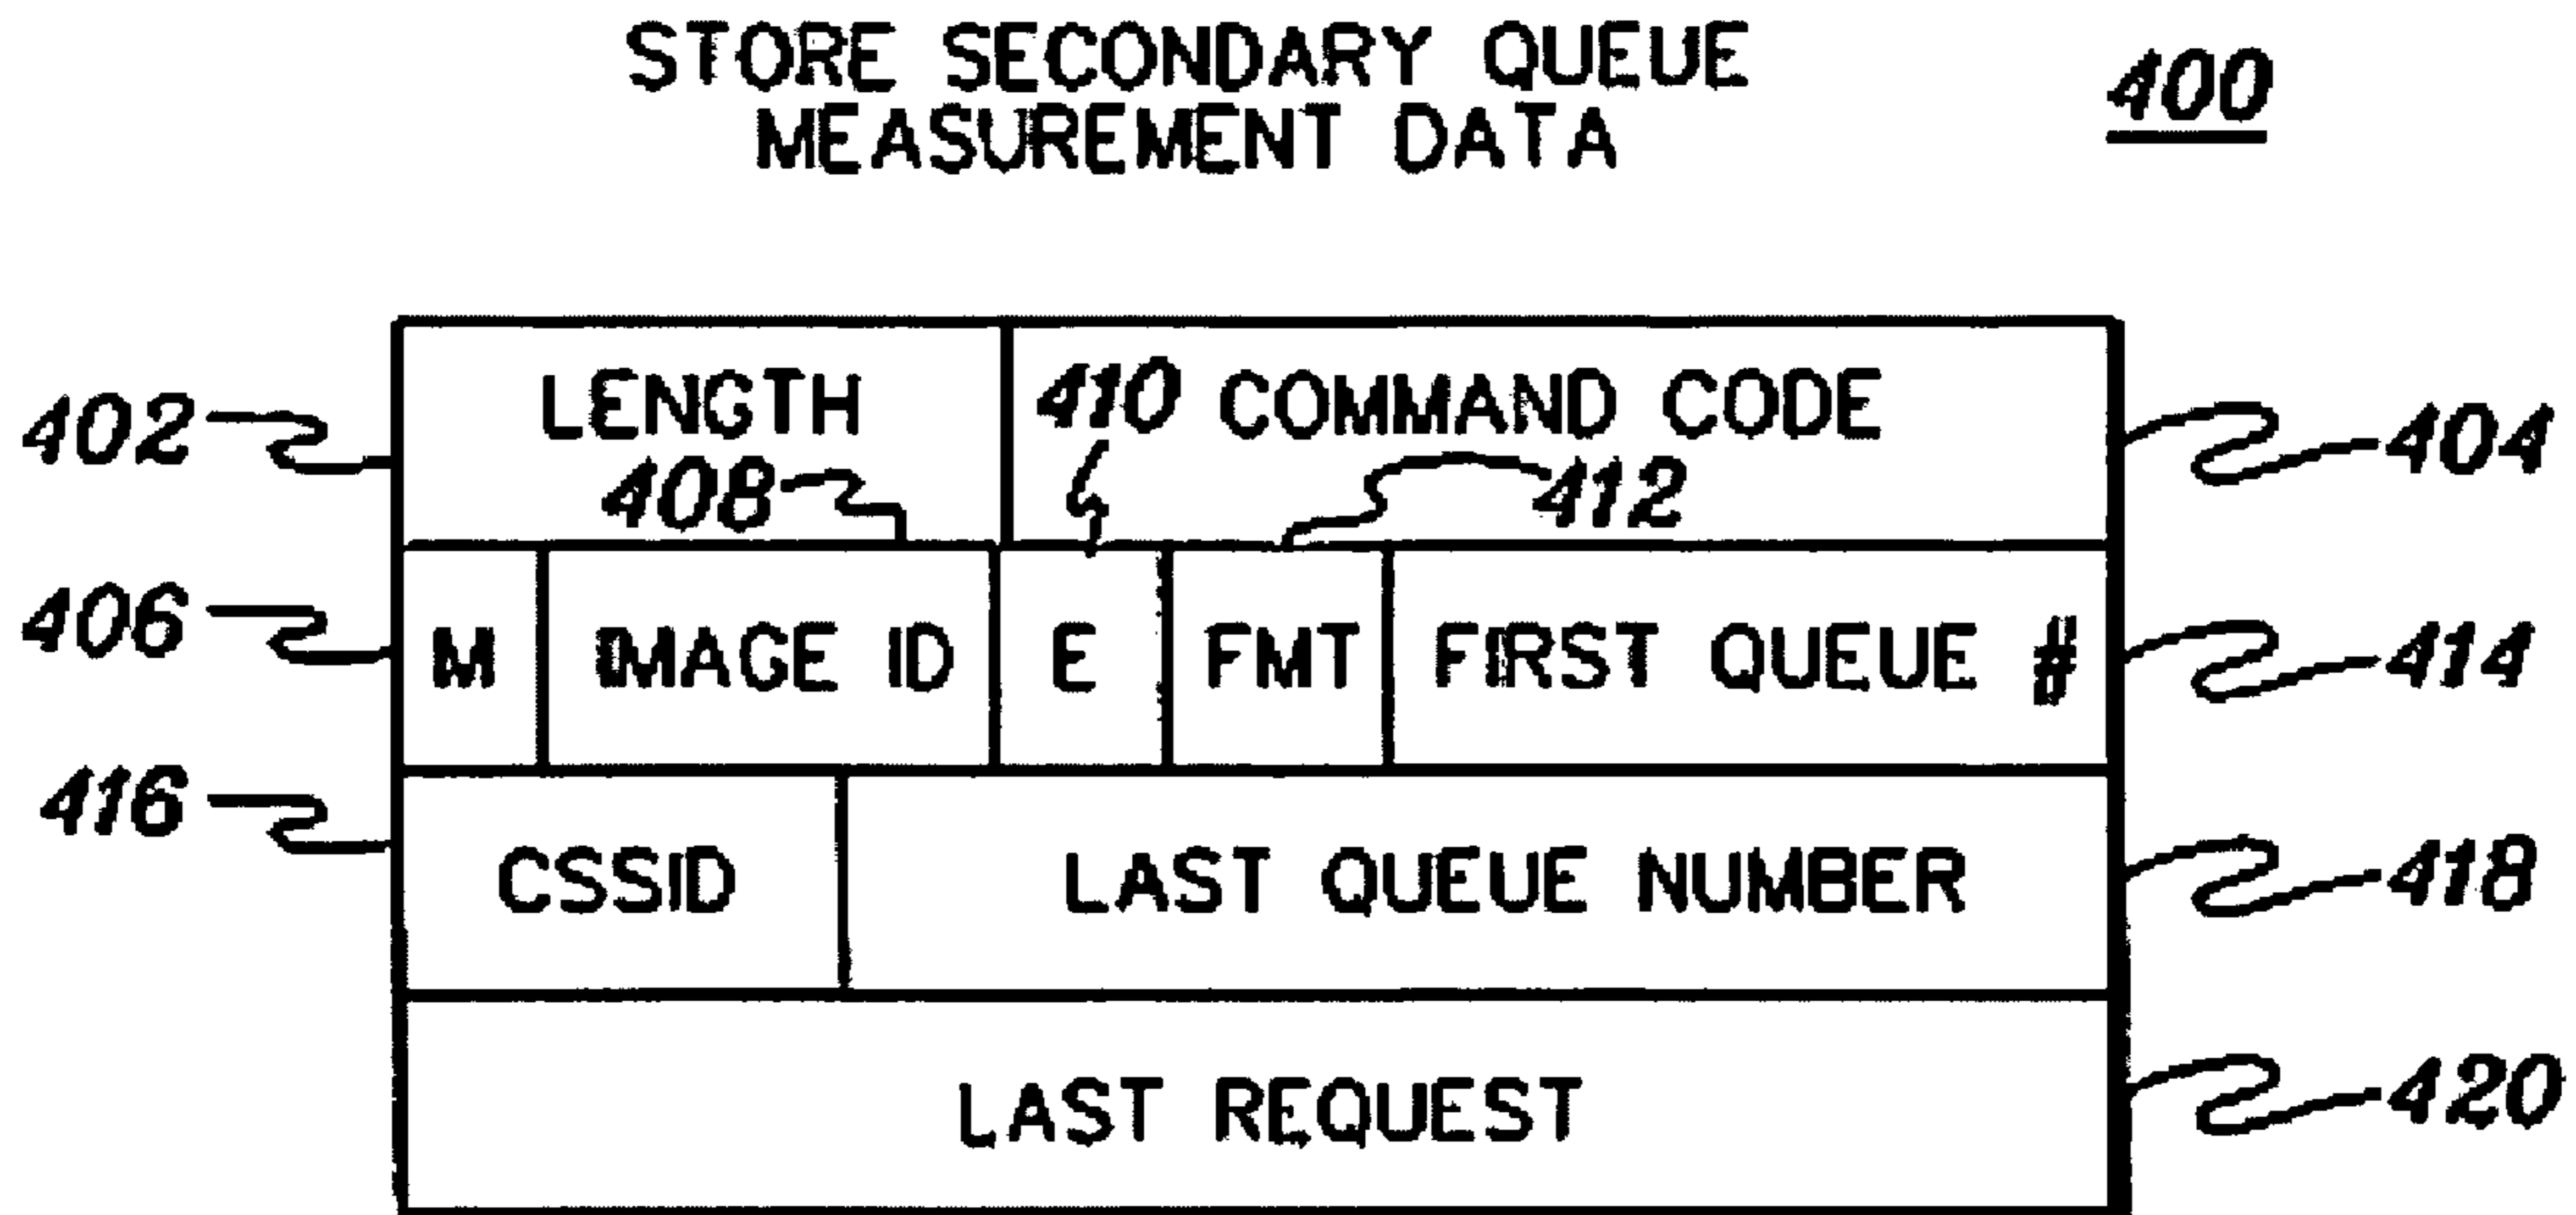 STORE SECONDARY QUEUE
MEASUREMENT DATA
400
LENGTH
410
COMMAND CODE
402
404
408
412
406
M
IMAGE ID
E
FMT
FIRST QUEUE #
414
416
CSSID
LAST QUEUE NUMBER
418
LAST REQUEST
420